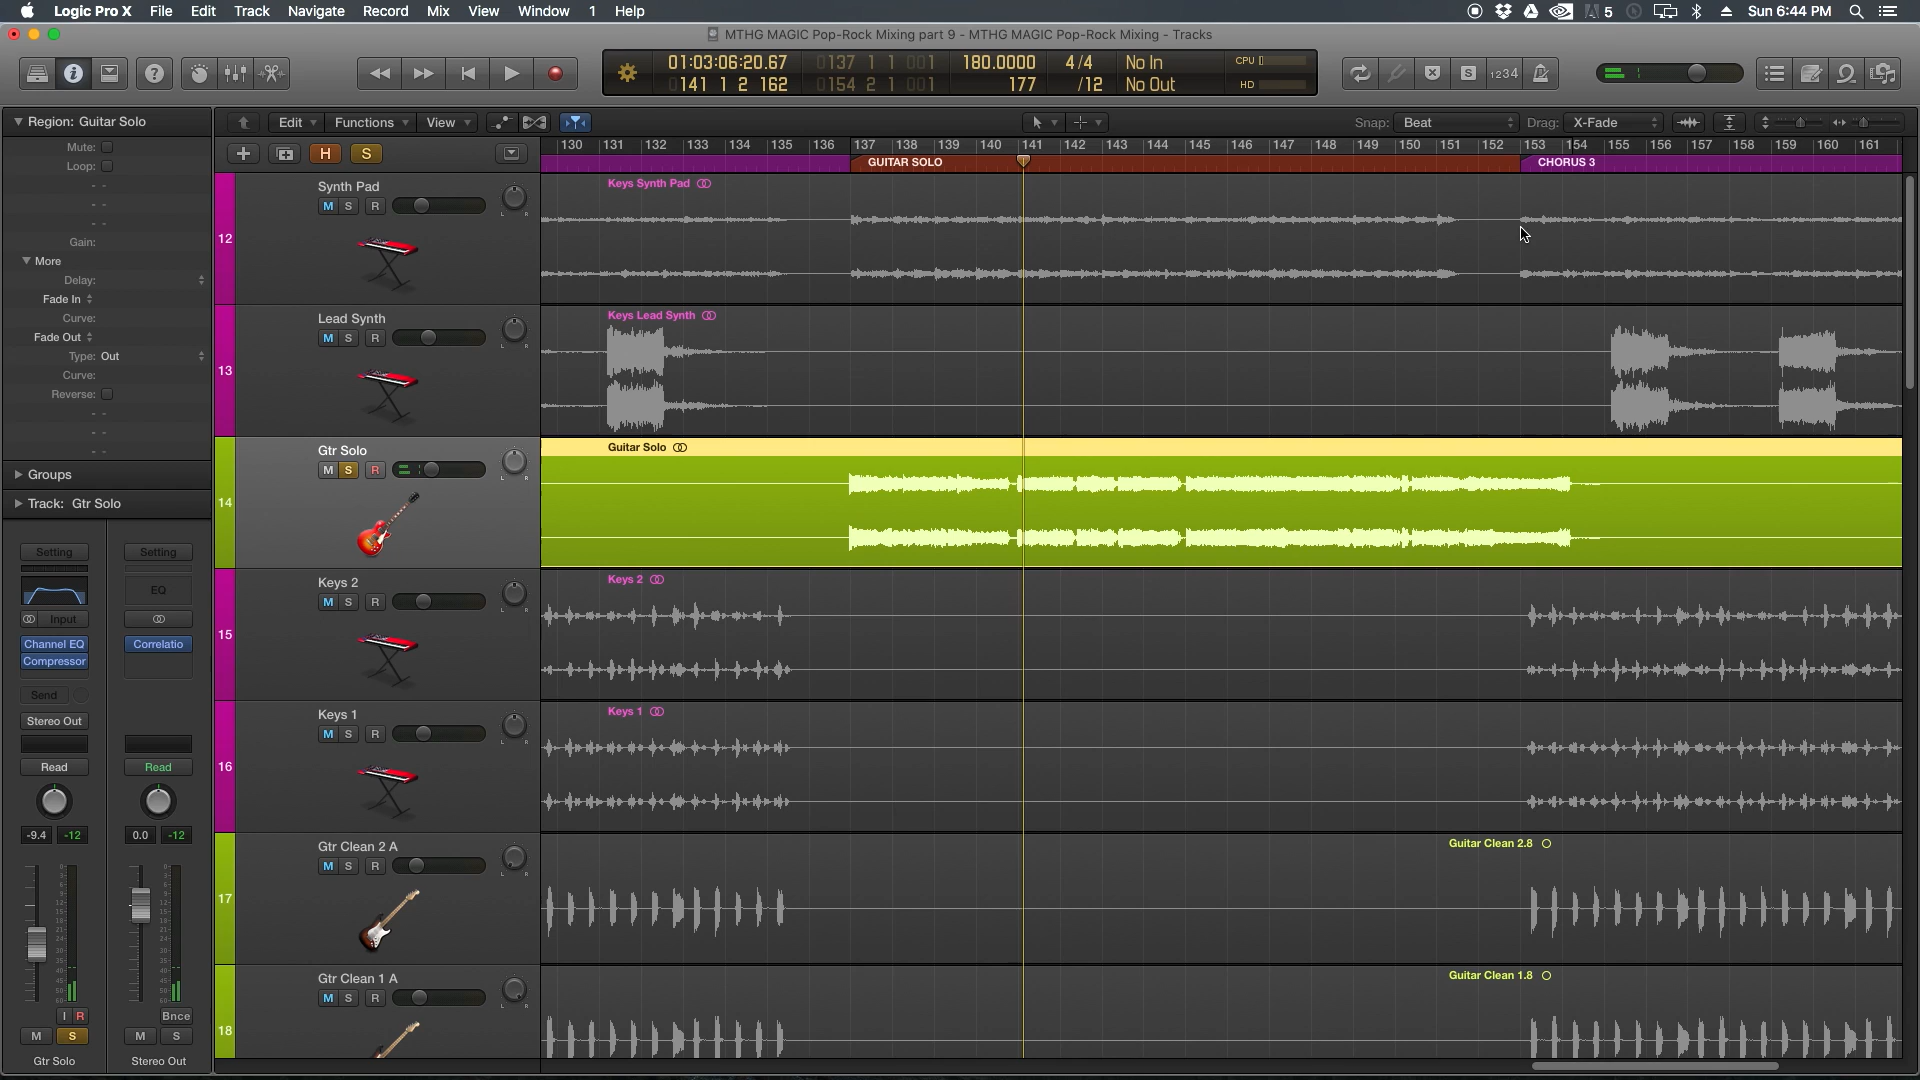 Logic Pro X File Edit Track Navigate Record Mix View Window 1 Help 5 Sun 6:44 PM
MTHG MAGIC Pop-Rock Mixing part 9 - MTHG MAGIC Pop-Rock Mixing - Tracks
01:03:06:20.67 0137 1 1 001 180.0000 4/4 No In CPU
141 1 2 162 0154 2 1 001 177 /12 No Out HD
S 1234
Region: Guitar Solo
Edit Functions View Snap: Beat Drag: X-Fade
Mute:
Loop:
Gain:
More
Delay:
Fade In
Curve:
Fade Out
Type: Out
Curve:
Reverse:
Groups
Track: Gtr Solo
H S
130 131 132 133 134 135 136 137 138 139 140 141 142 143 144 145 146 147 148 149 150 151 152 153 154 155 156 157 158 159 160 161
GUITAR SOLO CHORUS 3
12 Synth Pad
M S R
L R
Keys Synth Pad
13 Lead Synth
M S R
L R
Keys Lead Synth
14 Gtr Solo
M S R
L R
Guitar Solo
15 Keys 2
M S R
L R
Keys 2
16 Keys 1
M S R
L R
Keys 1
17 Gtr Clean 2 A
M S R
L R
Guitar Clean 2.8
18 Gtr Clean 1 A
M S R
L R
Guitar Clean 1.8
Setting Setting
EQ
Input
Channel EQ Correlatio
Compressor
Send
Stereo Out
Read Read
-9.4 -12 0.0 -12
I R Bnce
M S M S
Gtr Solo Stereo Out